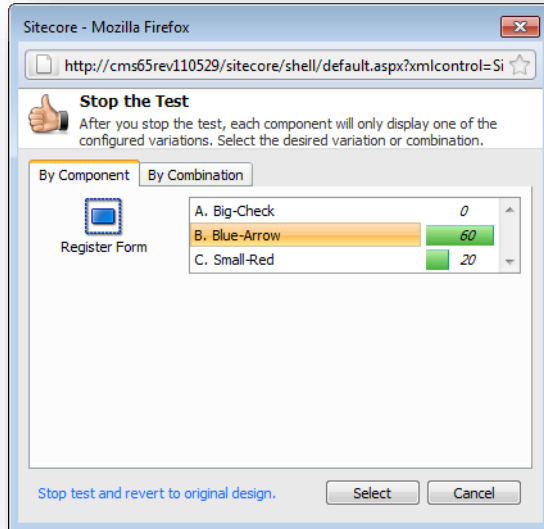 Sitecore - Mozilla Firefox
http://cms65rev110529/sitecore/shell/default.aspx?xmlcontrol=Si
Stop the Test
After you stop the test, each component will only display one of the
configured variations. Select the desired variation or combination.
By Component By Combination
Register Form
A. Big-Check 0
B. Blue-Arrow 60
C. Small-Red 20
Stop test and revert to original design. Select Cancel